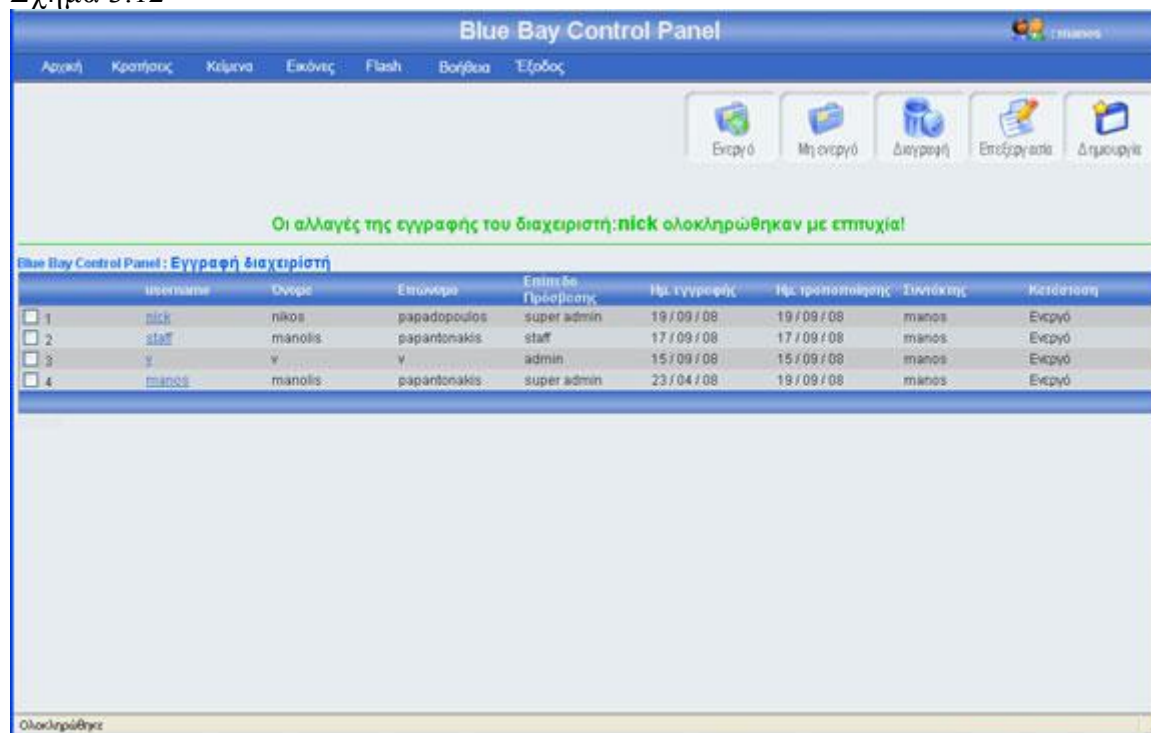 Σχήμα 5.12
Blue Bay Control Panel : manos
Αρχική Κρατήσεις Κείμενα Εικόνες Flash Βοήθεια Έξοδος
Ενεργό Μη ενεργό Διαγραφή Επεξεργασία Δημιουργία
Οι αλλαγές της εγγραφής του διαχειριστή:nick ολοκληρώθηκαν με επιτυχία!
Blue Bay Control Panel : Εγγραφή διαχειρίστή
username Όνομα Επώνυμο Επίπεδο Πρόσβασης Ημ. εγγραφής Ημ. τροποποίησης Συντάκτης Κατάσταση
1 nick nikos papadopoulos super admin 19 / 09 / 08 19 / 09 / 08 manos Ενεργό
2 staff manolis papantonakis staff 17 / 09 / 08 17 / 09 / 08 manos Ενεργό
3 v v v admin 15 / 09 / 08 15 / 09 / 08 manos Ενεργό
4 manos manolis papantonakis super admin 23 / 04 / 08 19 / 09 / 08 manos Ενεργό
Ολοκληρώθηκε